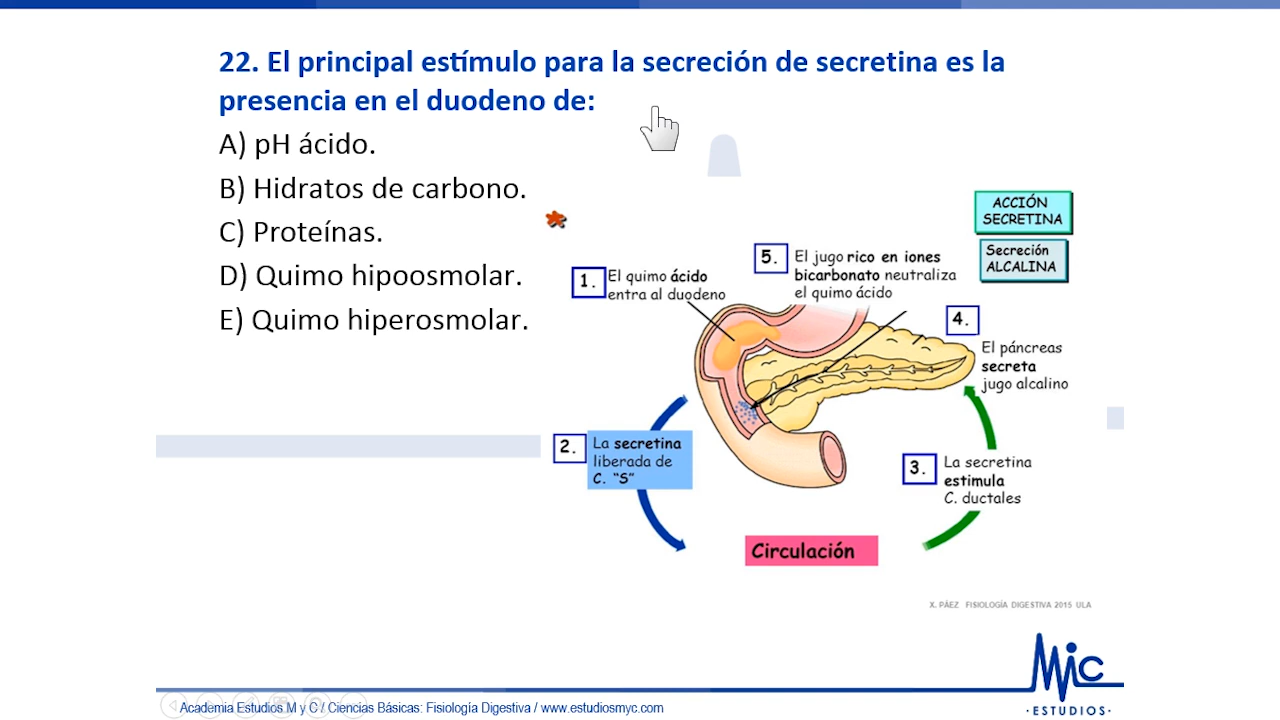 22. El principal estímulo para la secreción de secretina es la
presencia en el duodeno de:
A) pH ácido.
B) Hidratos de carbono.
C) Proteínas.
D) Quimo hipoosmolar.
E) Quimo hiperosmolar.
ACCIÓN
SECRETINA
Secreción
ALCALINA
1.
El quimo ácido
entra al duodeno
5.
El jugo rico en iones
bicarbonato neutraliza
el quimo ácido
4.
El páncreas
secreta
jugo alcalino
2.
La secretina
liberada de
C. “S”
3.
La secretina
estimula
C. ductales
Circulación
X. PÁEZ FISIOLOGÍA DIGESTIVA 2015 ULA
MiC
·ESTUDIOS·
Academia Estudios M y C / Ciencias Básicas: Fisiología Digestiva / www.estudiosmyc.com